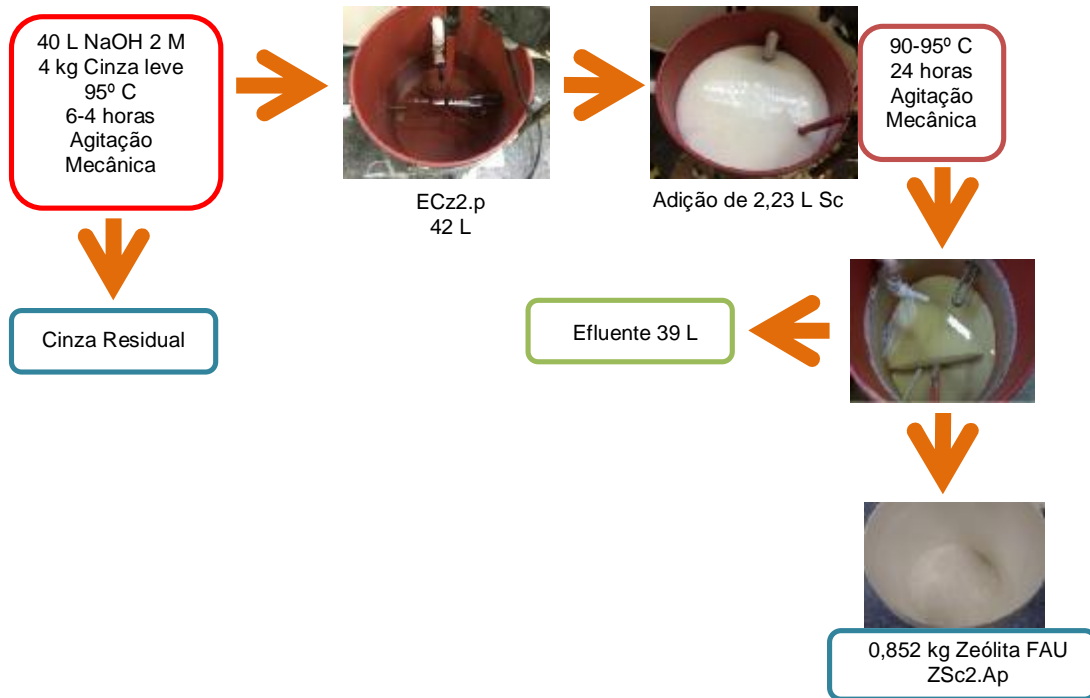 40 L NaOH 2 M
4 kg Cinza leve
95º C
6-4 horas
Agitação
Mecânica
ECz2.p
42 L
Adição de 2,23 L Sc
90-95º C
24 horas
Agitação
Mecânica
Cinza Residual
Efluente 39 L
0,852 kg Zeólita FAU
ZSc2.Ap